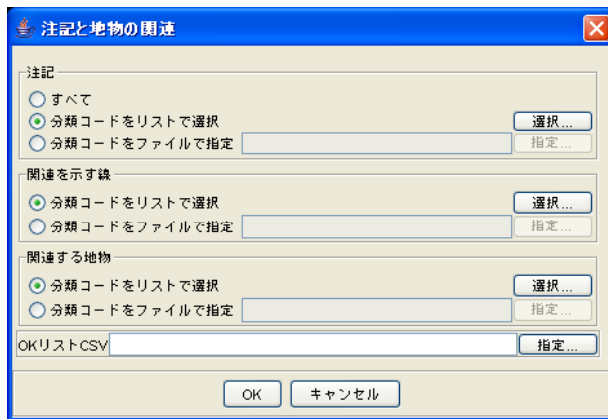 注記と地物の関連
注記
すべて
分類コードをリストで選択 選択...
分類コードをファイルで指定 指定...
関連を示す線
分類コードをリストで選択 選択...
分類コードをファイルで指定 指定...
関連する地物
分類コードをリストで選択 選択...
分類コードをファイルで指定 指定...
OKリストCSV 指定...
OK キャンセル